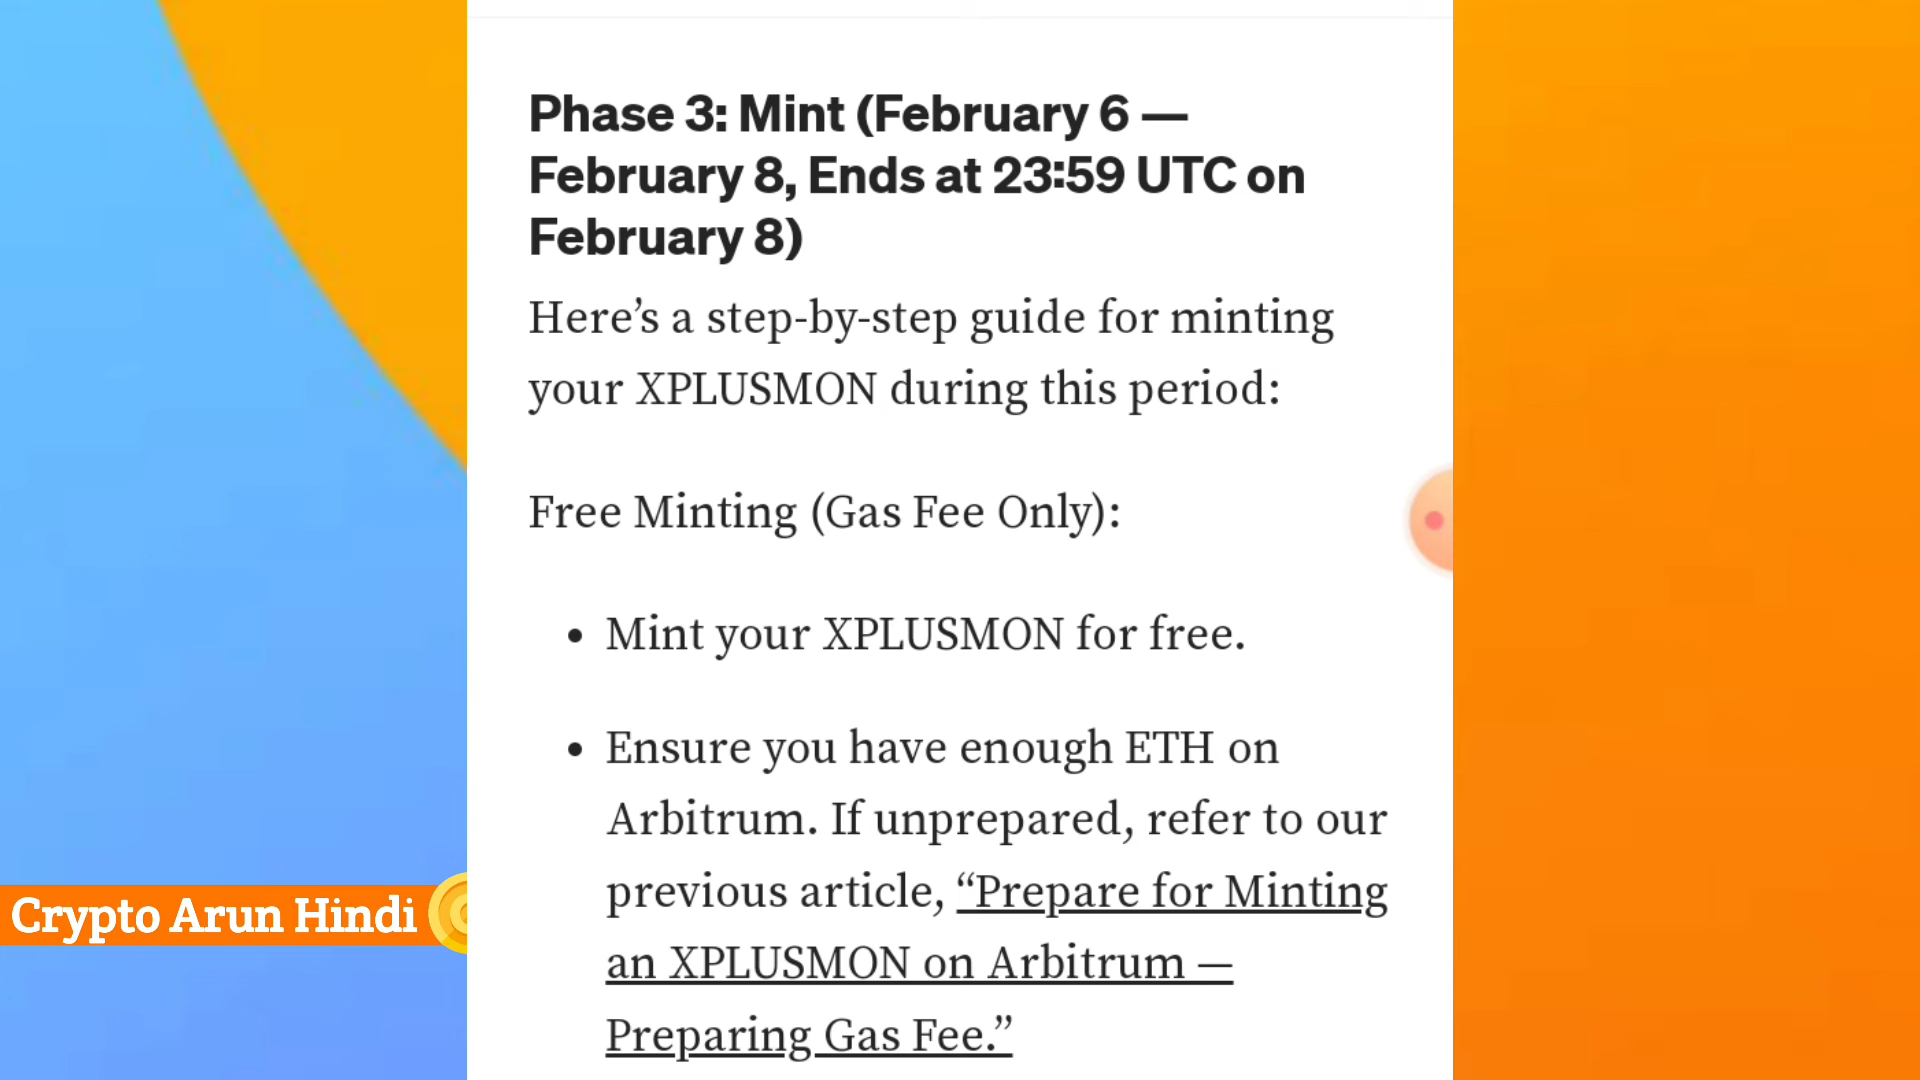 Phase 3: Mint (February 6 —
February 8, Ends at 23:59 UTC on
February 8)
Here’s a step-by-step guide for minting
your XPLUSMON during this period:
Free Minting (Gas Fee Only):
• Mint your XPLUSMON for free.
• Ensure you have enough ETH on
Arbitrum. If unprepared, refer to our
previous article, “Prepare for Minting
an XPLUSMON on Arbitrum —
Preparing Gas Fee.”
Crypto Arun Hindi